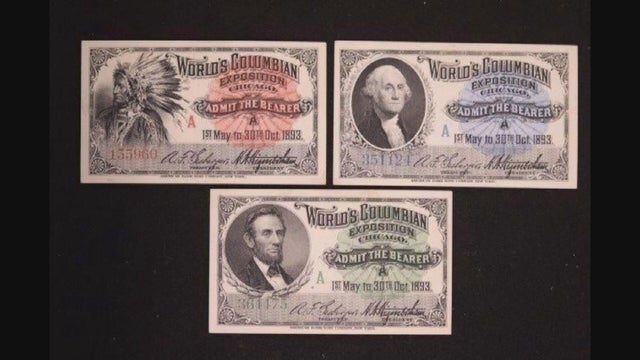 WORLD'S COLUMBIAN
EXPOSITION
CHICAGO.
ADMIT THE BEARER
A
A
1ST May to 30TH Oct. 1893.
155960
WORLD'S COLUMBIAN
EXPOSITION
CHICAGO.
ADMIT THE BEARER
A
A
1ST May to 30TH Oct. 1893.
351124
WORLD'S COLUMBIAN
EXPOSITION
CHICAGO.
ADMIT THE BEARER
A
A
1ST May to 30TH Oct. 1893.